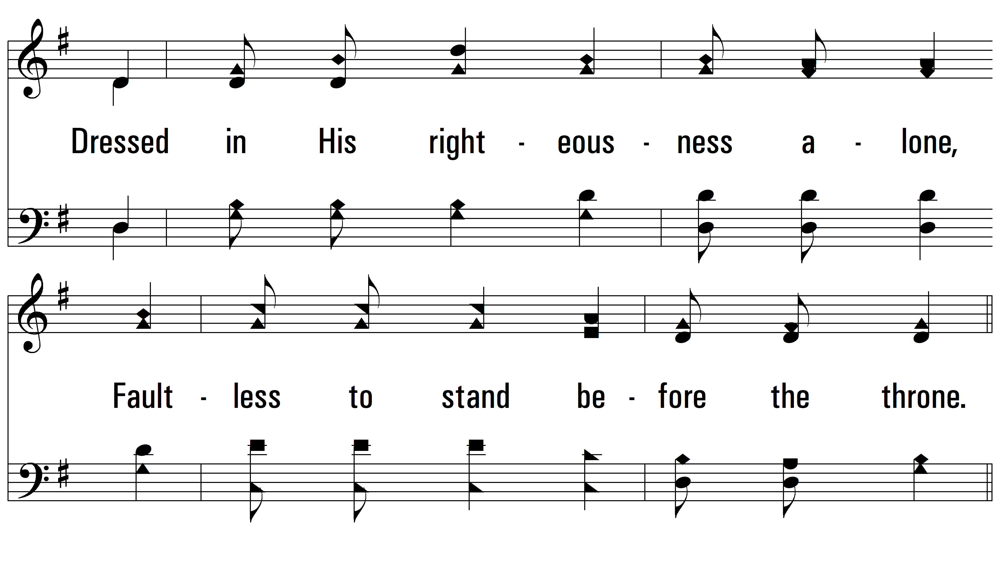 Dressed in His right - eous - ness a - lone,
Fault - less to stand be - fore the throne.